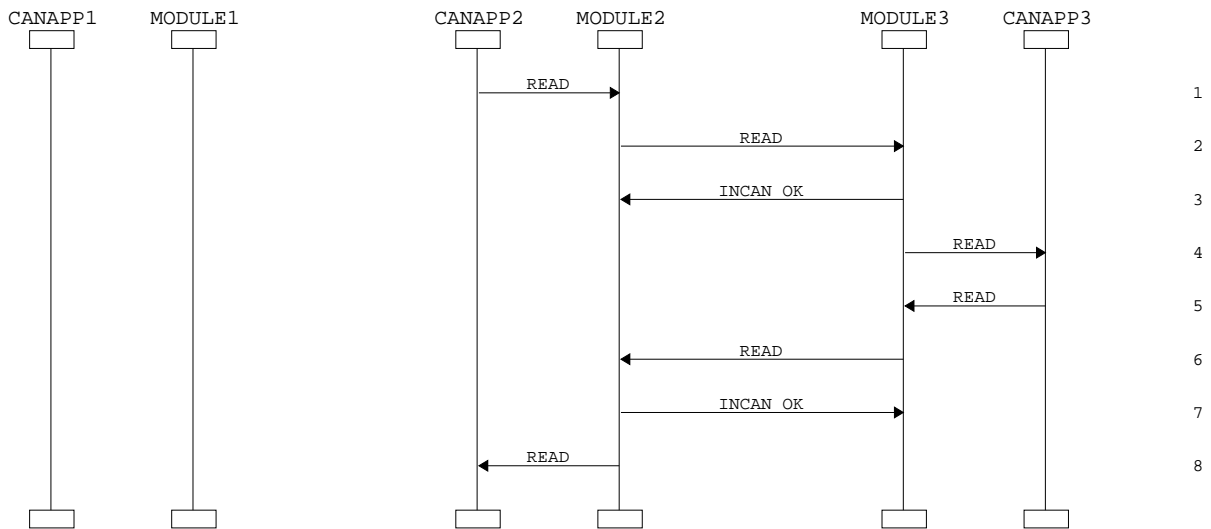 CANAPP1 MODULE1 CANAPP2 MODULE2 MODULE3 CANAPP3
READ 1
READ 2
INCAN OK 3
READ 4
READ 5
READ 6
INCAN OK 7
READ 8